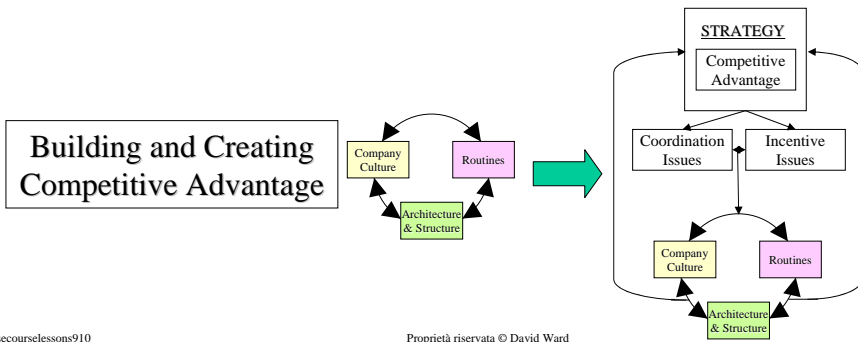 Building and Creating
Competitive Advantage
Company
Culture
Routines
Architecture
& Structure
STRATEGY
Competitive
Advantage
Coordination
Issues
Incentive
Issues
Company
Culture
Routines
Architecture
& Structure
ecourselessons910
Proprietà riservata © David Ward